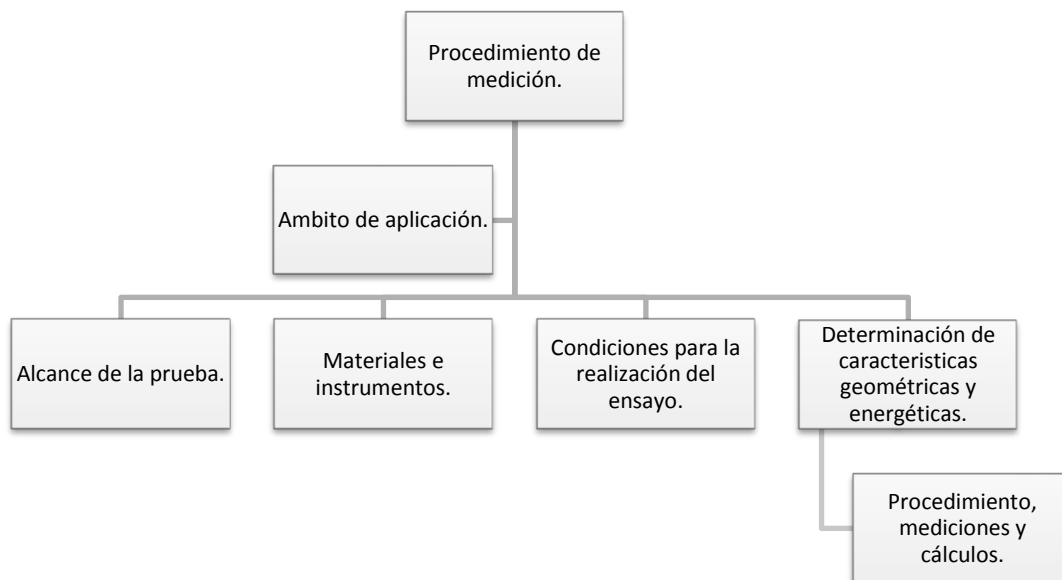 Procedimiento de
medición.
Ambito de aplicación.
Alcance de la prueba.
Materiales e
instrumentos.
Condiciones para la
realización del
ensayo.
Determinación de
caracteristicas
geométricas y
energéticas.
Procedimiento,
mediciones y
cálculos.